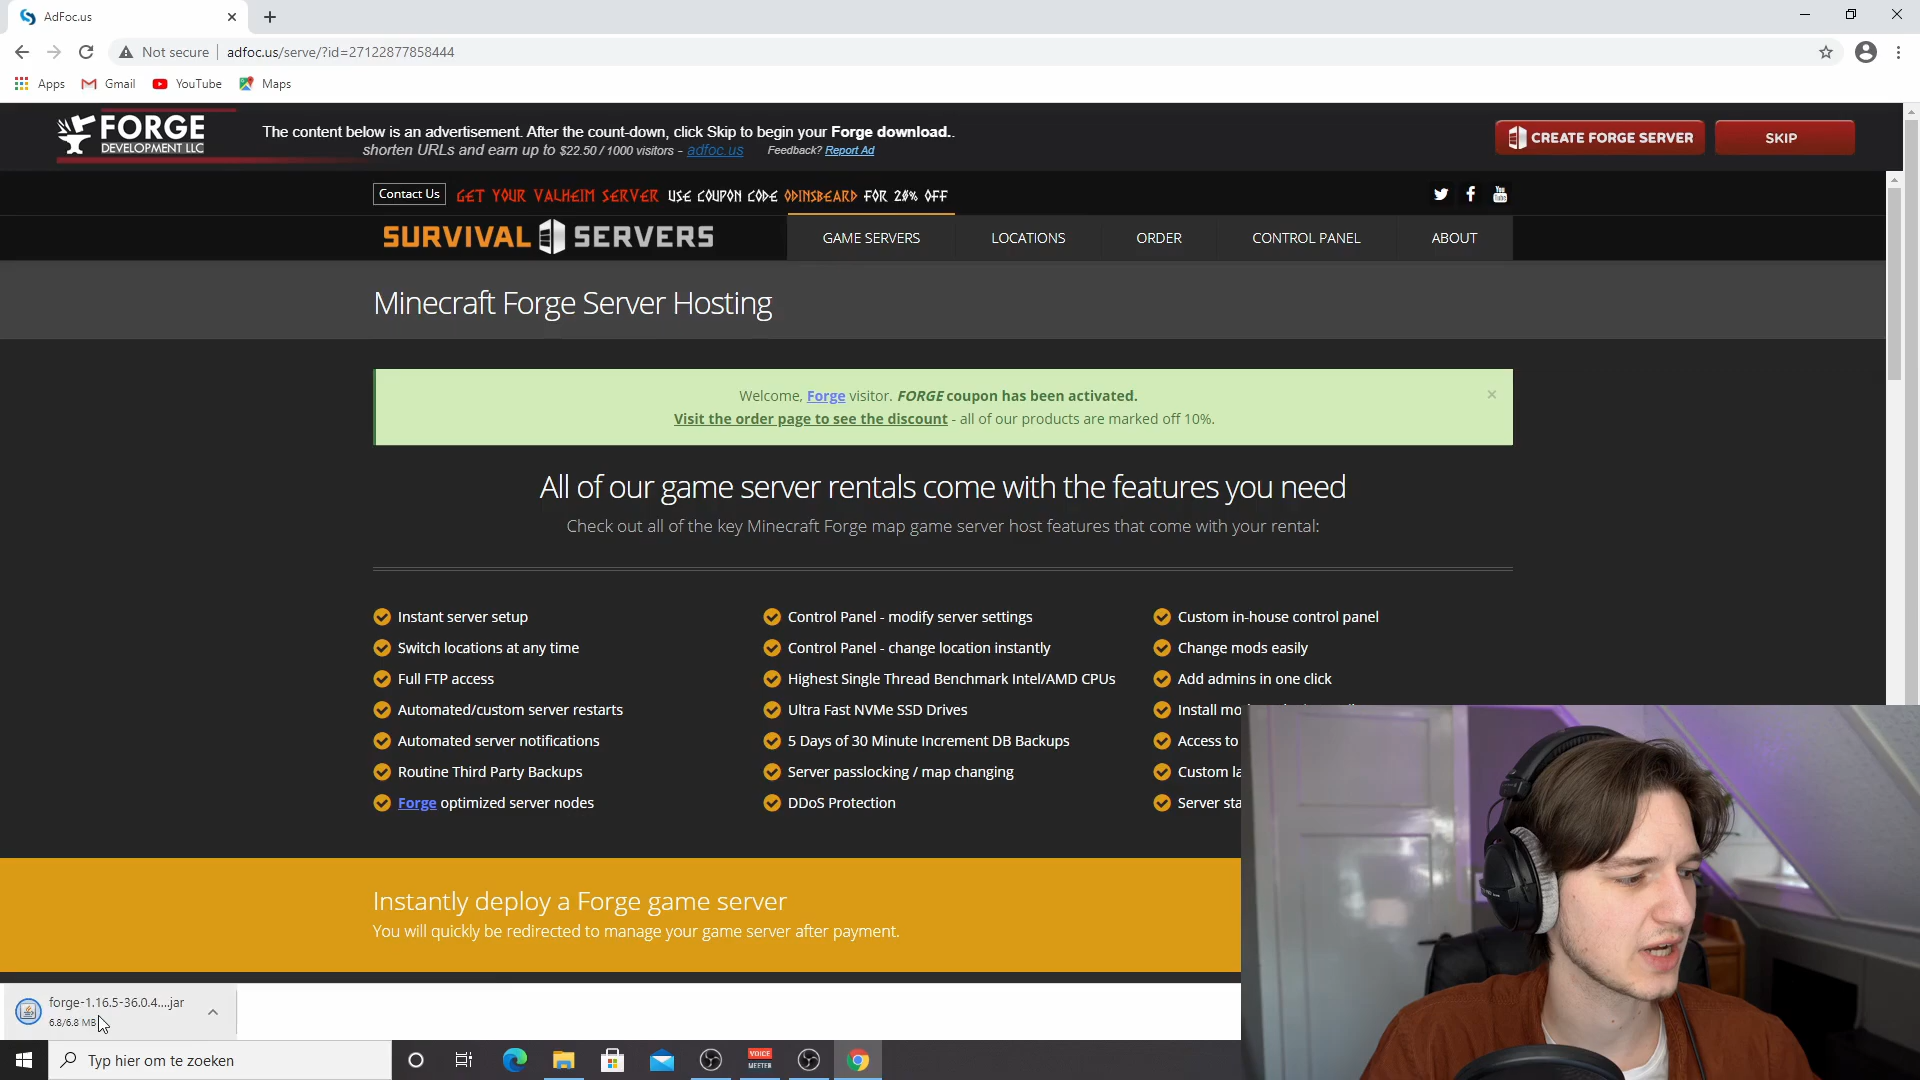 AdFoc.us
Not secure
adfoc.us/serve/?id=27122877858444
Apps
Gmail
YouTube
Maps
FORGE
DEVELOPMENT LLC
The content below is an advertisement. After the count-down, click Skip to begin your Forge download..
shorten URLs and earn up to $22.50 / 1000 visitors - adfoc.us Feedback? Report Ad
CREATE FORGE SERVER
SKIP
Contact Us
GET YOUR VALHEIM SERVER USE COUPON CODE ODINSBEARD FOR 20% OFF
You
SURVIVAL SERVERS
GAME SERVERS
LOCATIONS
ORDER
CONTROL PANEL
ABOUT
Minecraft Forge Server Hosting
Welcome, Forge visitor. FORGE coupon has been activated.
Visit the order page to see the discount - all of our products are marked off 10%.
All of our game server rentals come with the features you need
Check out all of the key Minecraft Forge map game server host features that come with your rental:
Instant server setup
Switch locations at any time
Full FTP access
Automated/custom server restarts
Automated server notifications
Routine Third Party Backups
Forge optimized server nodes
Control Panel - modify server settings
Control Panel - change location instantly
Highest Single Thread Benchmark Intel/AMD CPUs
Ultra Fast NVMe SSD Drives
5 Days of 30 Minute Increment DB Backups
Server passlocking / map changing
DDoS Protection
Custom in-house control panel
Change mods easily
Add admins in one click
Install
Access to
Custom
Server
Instantly deploy a Forge game server
You will quickly be redirected to manage your game server after payment.
forge-1.16.5-36.0.4....jar
6.8/6.8 MB
Typ hier om te zoeken
VOICE
MEETER